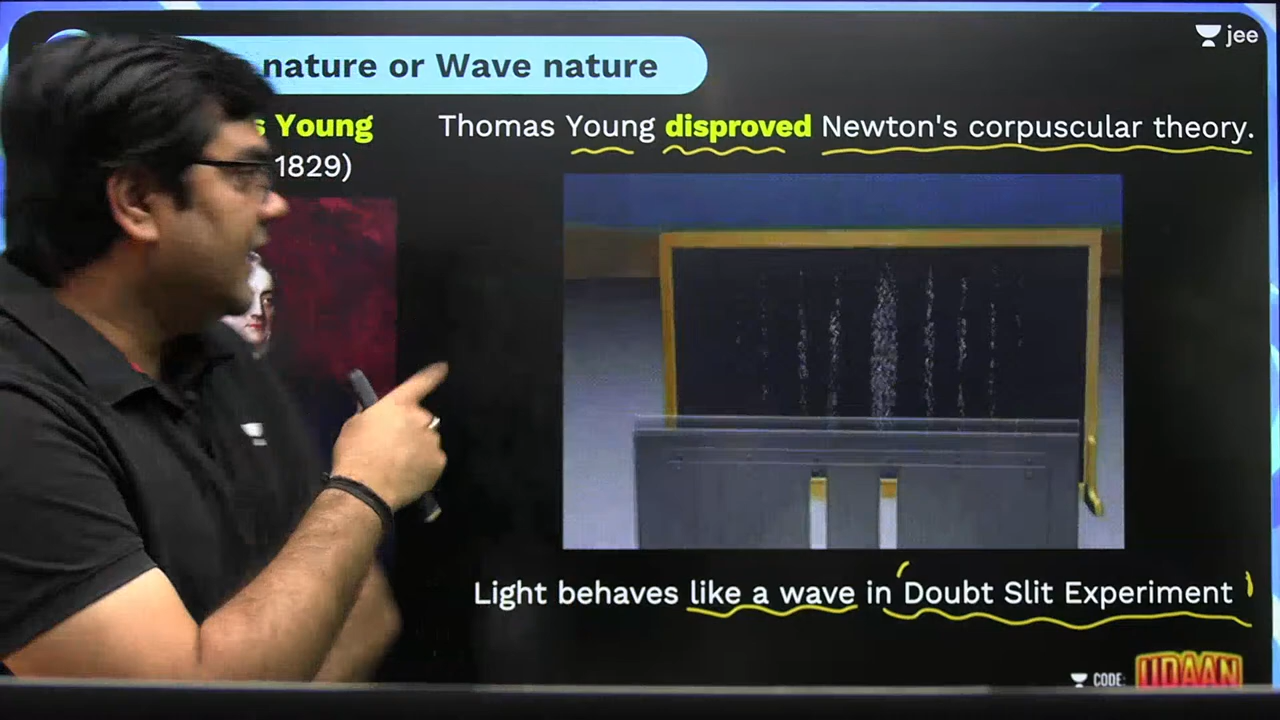 nature or Wave nature
jee
s Young
1829)
Thomas Young disproved Newton's corpuscular theory.
Light behaves like a wave in 'Doubt Slit Experiment'
CODE: UDAAN